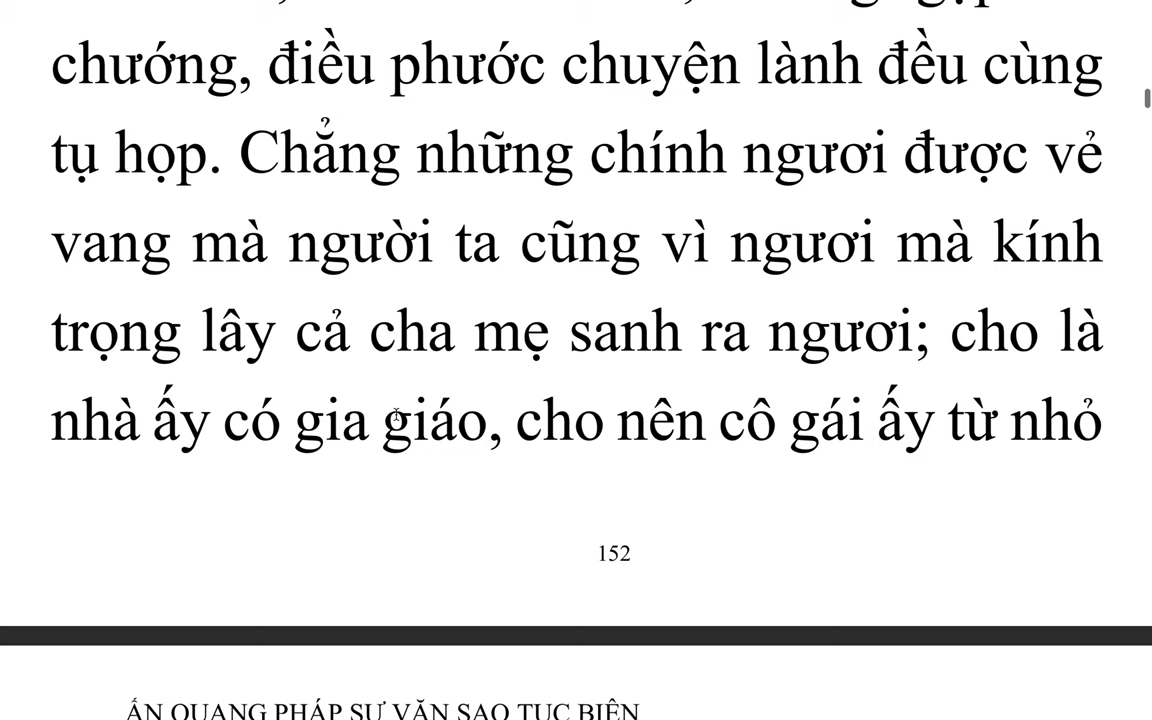 chướng, điều phước chuyện lành đều cùng
tụ họp. Chẳng những chính ngươi được vẻ
vang mà người ta cũng vì ngươi mà kính
trọng lây cả cha mẹ sanh ra ngươi; cho là
nhà ấy có gia giáo, cho nên cô gái ấy từ nhỏ
152
ẤN QUANG PHÁP SƯ VĂN SAO TỤC BIÊN